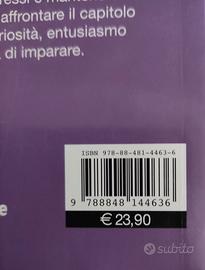 affrontare il capitolo
riosità, entusiasmo
di imparare.
ISBN 978-88-481-4463-6
9 788848 144636
e
€ 23,90
subito